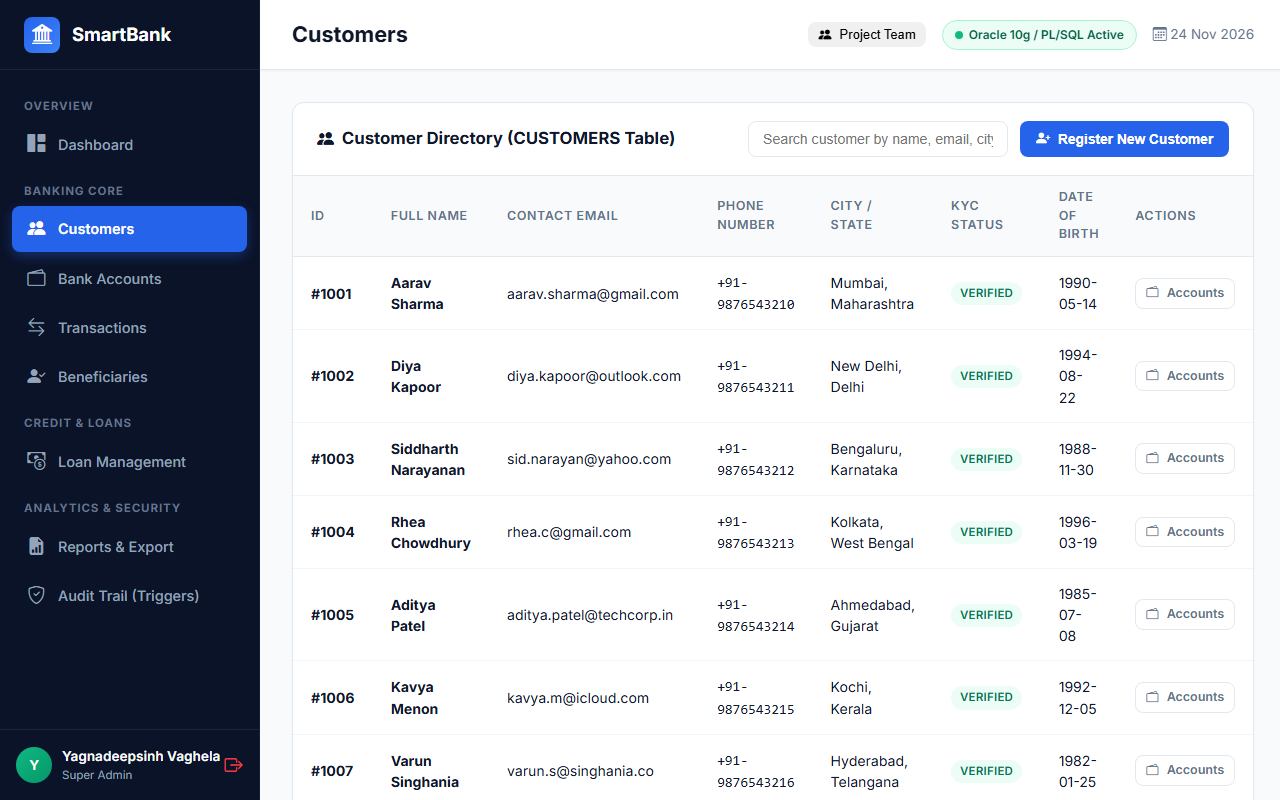 SmartBank
OVERVIEW
Dashboard
BANKING CORE
Customers
Bank Accounts
Transactions
Beneficiaries
CREDIT & LOANS
Loan Management
ANALYTICS & SECURITY
Reports & Export
Audit Trail (Triggers)
Y
Yagnadeepsinh Vaghela
Super Admin
Customers
Project Team
Oracle 10g / PL/SQL Active
24 Nov 2026
Customer Directory (CUSTOMERS Table)
Search customer by name, email, city
Register New Customer
ID
FULL NAME
CONTACT EMAIL
PHONE
NUMBER
CITY /
STATE
KYC
STATUS
DATE
OF
BIRTH
ACTIONS
#1001
Aarav
Sharma
aarav.sharma@gmail.com
+91-
9876543210
Mumbai,
Maharashtra
VERIFIED
1990-
05-14
Accounts
#1002
Diya
Kapoor
diya.kapoor@outlook.com
+91-
9876543211
New Delhi,
Delhi
VERIFIED
1994-
08-
22
Accounts
#1003
Siddharth
Narayanan
sid.narayan@yahoo.com
+91-
9876543212
Bengaluru,
Karnataka
VERIFIED
1988-
11-30
Accounts
#1004
Rhea
Chowdhury
rhea.c@gmail.com
+91-
9876543213
Kolkata,
West Bengal
VERIFIED
1996-
03-19
Accounts
#1005
Aditya
Patel
aditya.patel@techcorp.in
+91-
9876543214
Ahmedabad,
Gujarat
VERIFIED
1985-
07-
08
Accounts
#1006
Kavya
Menon
kavya.m@icloud.com
+91-
9876543215
Kochi,
Kerala
VERIFIED
1992-
12-05
Accounts
#1007
Varun
Singhania
varun.s@singhania.co
+91-
9876543216
Hyderabad,
Telangana
VERIFIED
1982-
01-25
Accounts